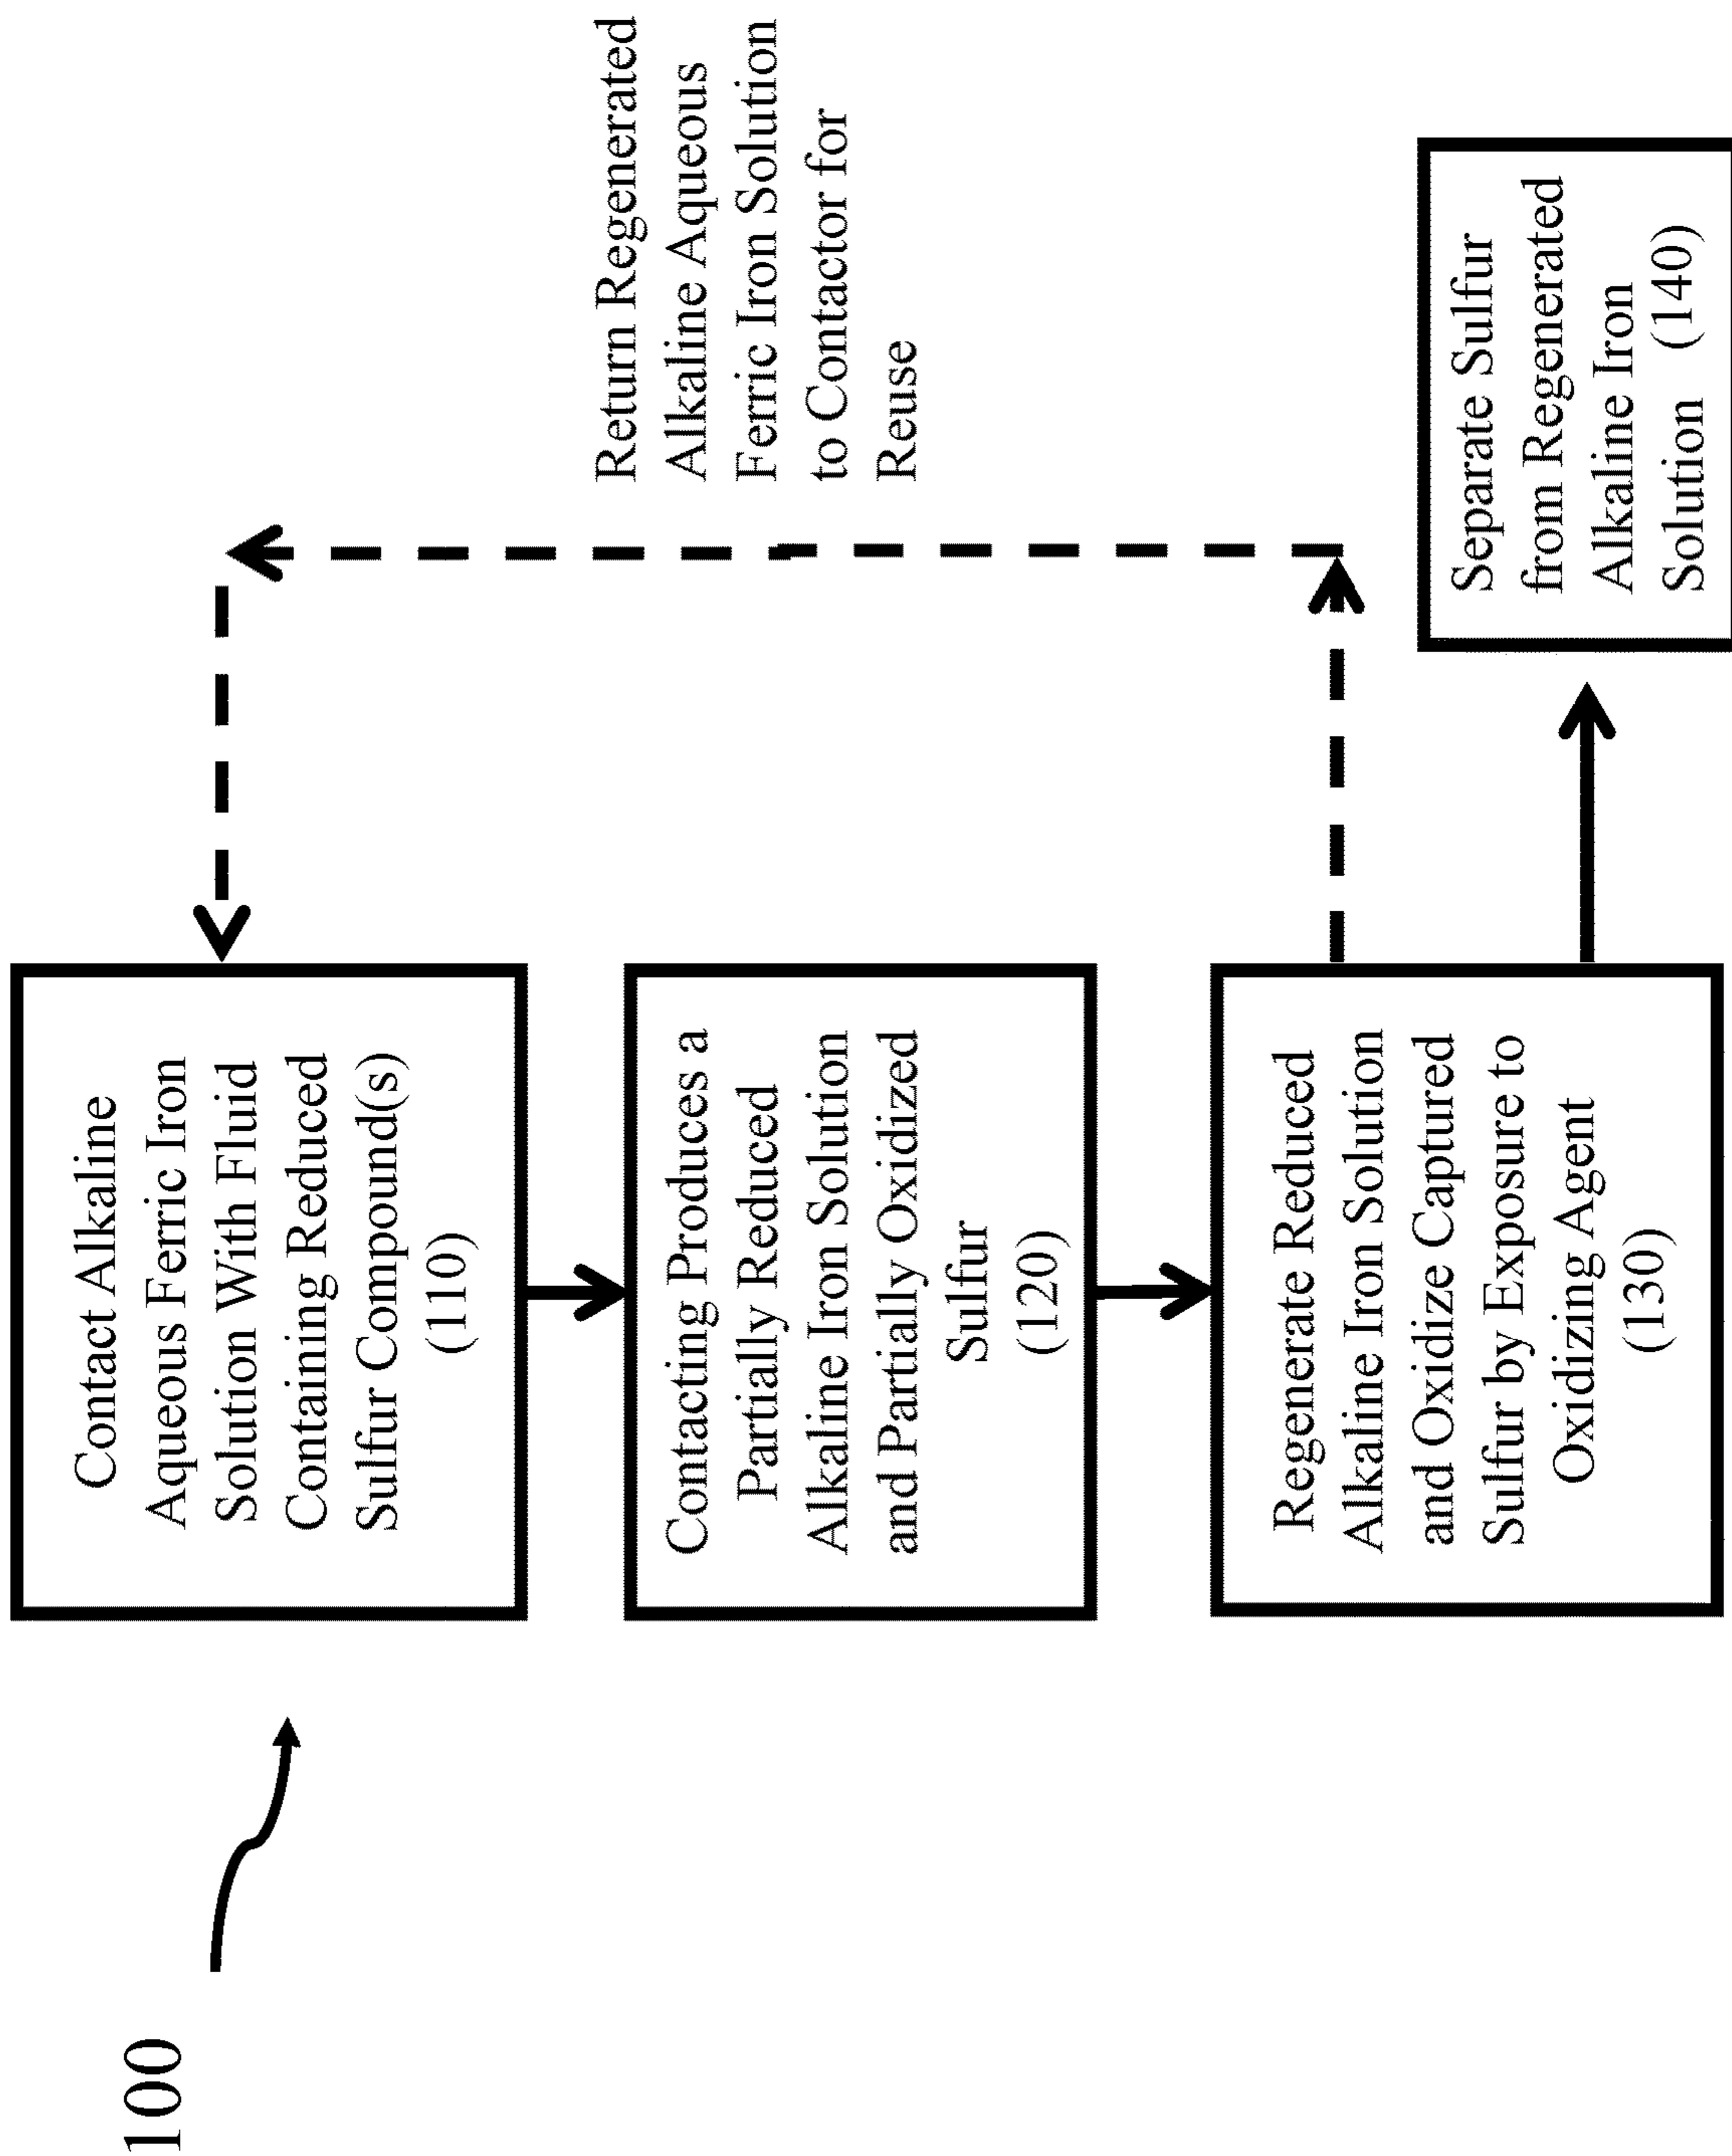 100
Contact Alkaline
Aqueous Ferric Iron
Solution With Fluid
Containing Reduced
Sulfur Compound(s)
(110)
Contacting Produces a
Partially Reduced
Alkaline Iron Solution
and Partially Oxidized
Sulfur
(120)
Regenerate Reduced
Alkaline Iron Solution
and Oxidize Captured
Sulfur by Exposure to
Oxidizing Agent
(130)
Return Regenerated
Alkaline Aqueous
Ferric Iron Solution
to Contactor for
Reuse
Separate Sulfur
from Regenerated
Alkaline Iron
Solution (140)